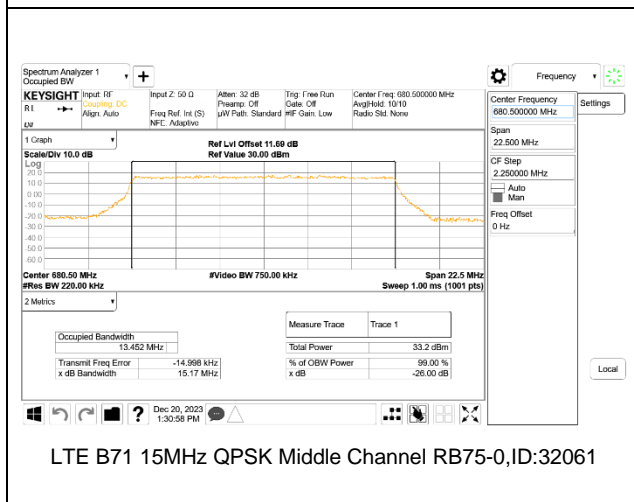 Spectrum Analyzer 1
Occupied BW
Frequency
KEYSIGHT Input: RF Input Z: 50 Ω Atten: 32 dB Trig: Free Run Center Freq: 680.500000 MHz
Coupling: DC Preamp: Off Gate: Off Avg|Hold: 10/10
Align: Auto Freq Ref: Int (S) µW Path: Standard #IF Gain: Low Radio Std: None
NFE: Adaptive
Center Frequency
680.500000 MHz
Settings
Span
22.500 MHz
CF Step
2.250000 MHz
Auto
Man
Freq Offset
0 Hz
1 Graph
Ref Lvl Offset 11.69 dB
Scale/Div 10.0 dB Ref Value 30.00 dBm
Log
20.0
10.0
0.00
-10.0
-20.0
-30.0
-40.0
-50.0
-60.0
Center 680.50 MHz #Video BW 750.00 kHz Span 22.5 MHz
#Res BW 220.00 kHz Sweep 1.00 ms (1001 pts)
2 Metrics
Measure Trace Trace 1
Occupied Bandwidth
13.452 MHz Total Power 33.2 dBm
Transmit Freq Error -14.998 kHz % of OBW Power 99.00 %
x dB Bandwidth 15.17 MHz x dB -26.00 dB
Local
Dec 20, 2023
1:30:58 PM
LTE B71 15MHz QPSK Middle Channel RB75-0,ID:32061